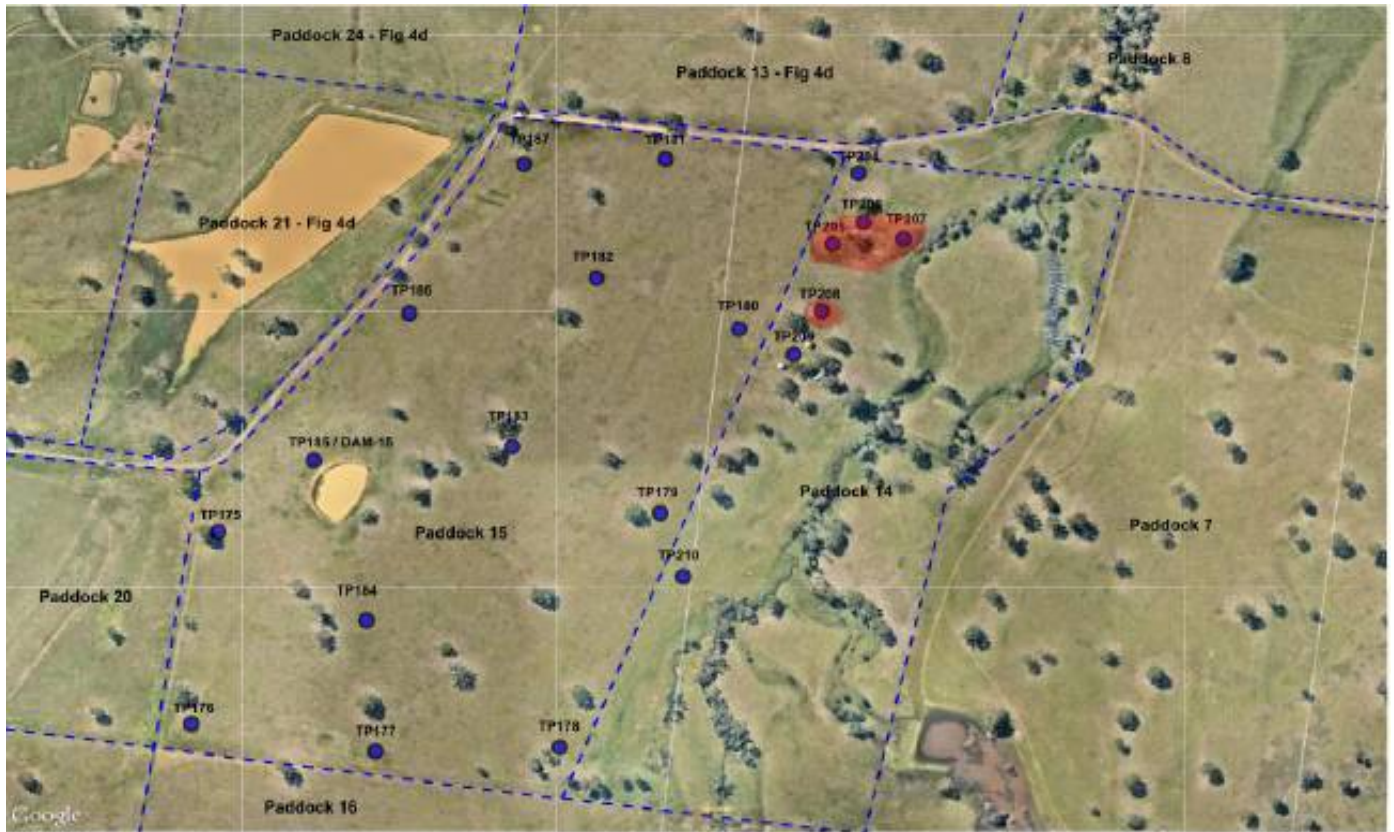 Paddock 24 - Fig 4d
Paddock 13 - Fig 4d
Paddock 8
TP187
TP181
TP206
TP207
Paddock 21 - Fig 4d
TP205
TP182
TP186
TP208
TP180
TP183
TP185 / DAM-15
TP179
Paddock 14
TP175
Paddock 15
Paddock 7
TP210
TP184
Paddock 20
TP176
TP177
TP178
Paddock 16
Google